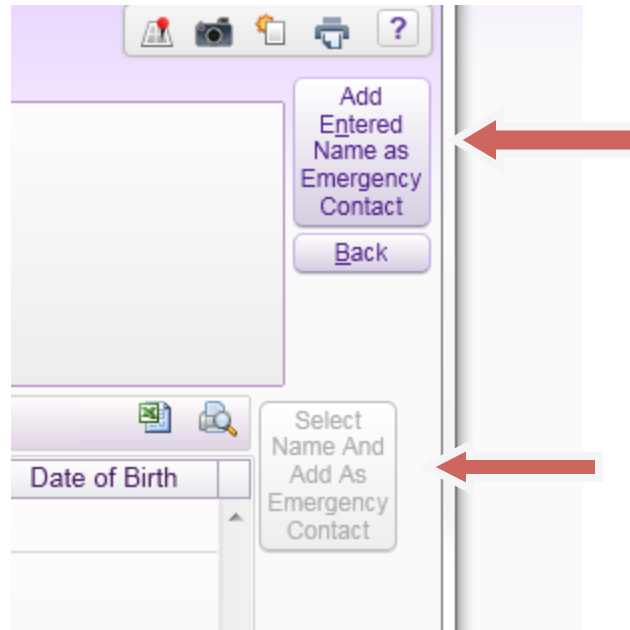 ?
Add
Entered
Name as
Emergency
Contact
Back
Select
Name And
Add As
Emergency
Contact
Date of Birth